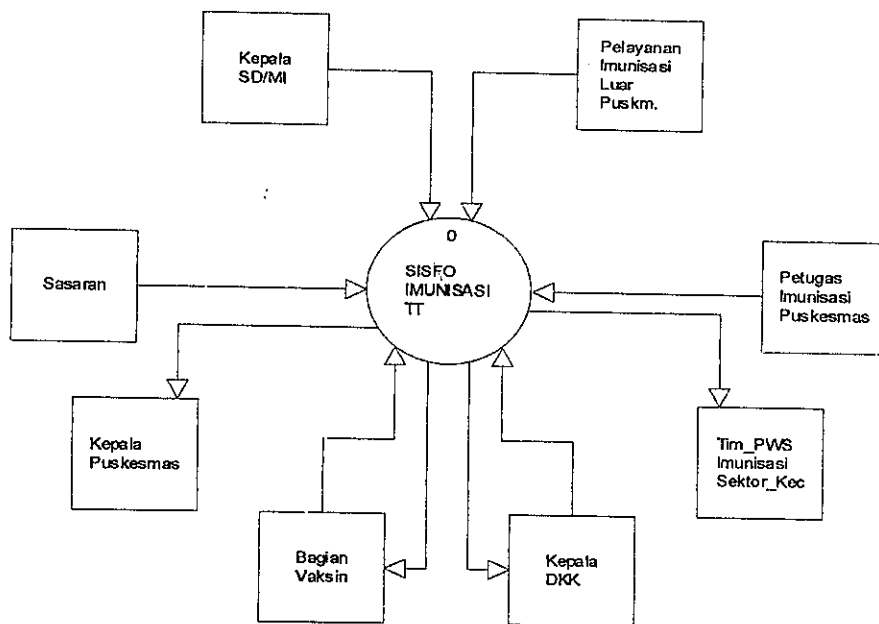 Kepala
SD/MI
Pelayanan
Imunisasi
Luar
Puskm.
0
SISFO
IMUNISASI
TT
Sasaran
Petugas
Imunisasi
Puskesmas
Kepala
Puskesmas
Tim_PWS
Imunisasi
Sektor_Kec
Bagian
Vaksin
Kepala
DKK